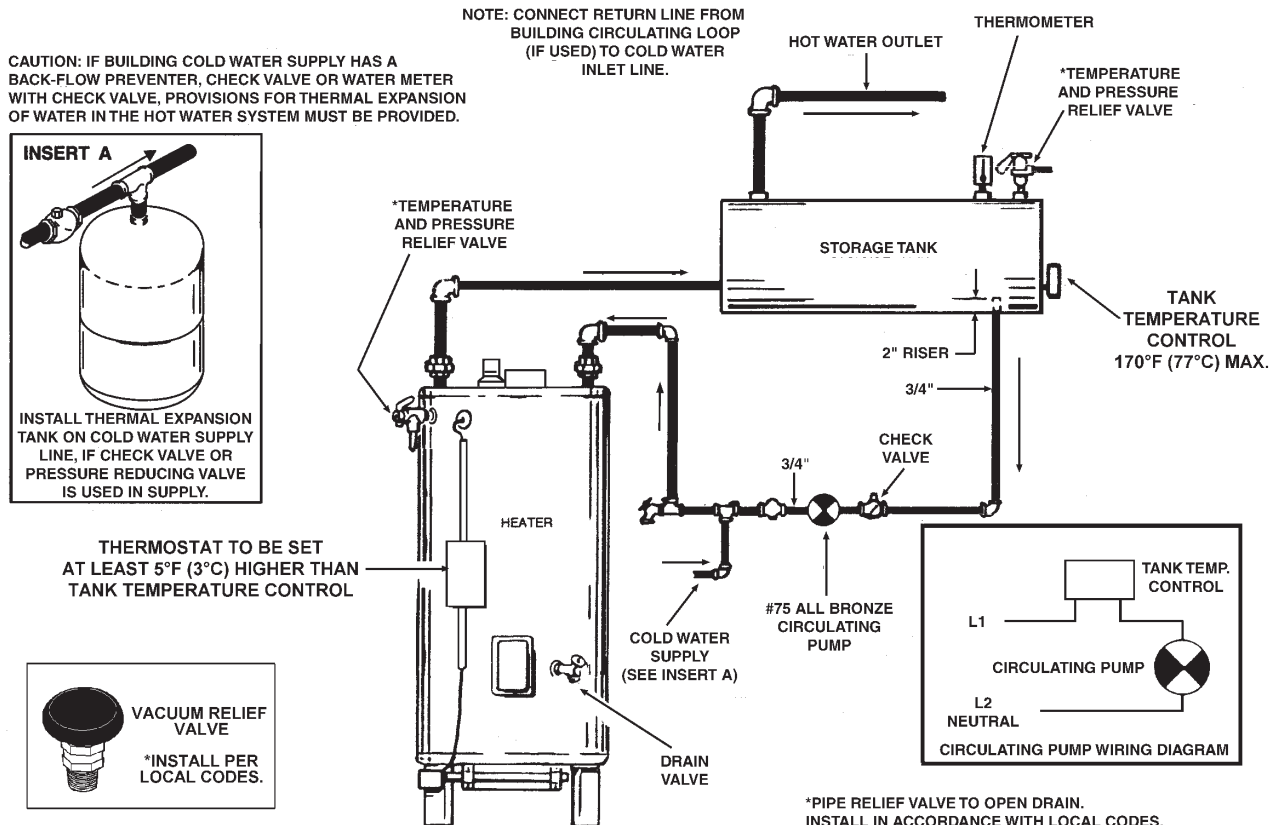 NOTE: CONNECT RETURN LINE FROM
BUILDING CIRCULATING LOOP
(IF USED) TO COLD WATER
INLET LINE.
CAUTION: IF BUILDING COLD WATER SUPPLY HAS A
BACK-FLOW PREVENTER, CHECK VALVE OR WATER METER
WITH CHECK VALVE, PROVISIONS FOR THERMAL EXPANSION
OF WATER IN THE HOT WATER SYSTEM MUST BE PROVIDED.
HOT WATER OUTLET
THERMOMETER
*TEMPERATURE
AND PRESSURE
RELIEF VALVE
INSERT A
INSTALL THERMAL EXPANSION
TANK ON COLD WATER SUPPLY
LINE, IF CHECK VALVE OR
PRESSURE REDUCING VALVE
IS USED IN SUPPLY.
*TEMPERATURE
AND PRESSURE
RELIEF VALVE
STORAGE TANK
TANK
TEMPERATURE
CONTROL
170°F (77°C) MAX.
2" RISER
3/4"
CHECK
VALVE
3/4"
HEATER
THERMOSTAT TO BE SET
AT LEAST 5°F (3°C) HIGHER THAN
TANK TEMPERATURE CONTROL
#75 ALL BRONZE
CIRCULATING
PUMP
COLD WATER
SUPPLY
(SEE INSERT A)
DRAIN
VALVE
VACUUM RELIEF
VALVE
*INSTALL PER
LOCAL CODES.
TANK TEMP.
CONTROL
L1
CIRCULATING PUMP
L2
NEUTRAL
CIRCULATING PUMP WIRING DIAGRAM
*PIPE RELIEF VALVE TO OPEN DRAIN.
INSTALL IN ACCORDANCE WITH LOCAL CODES.